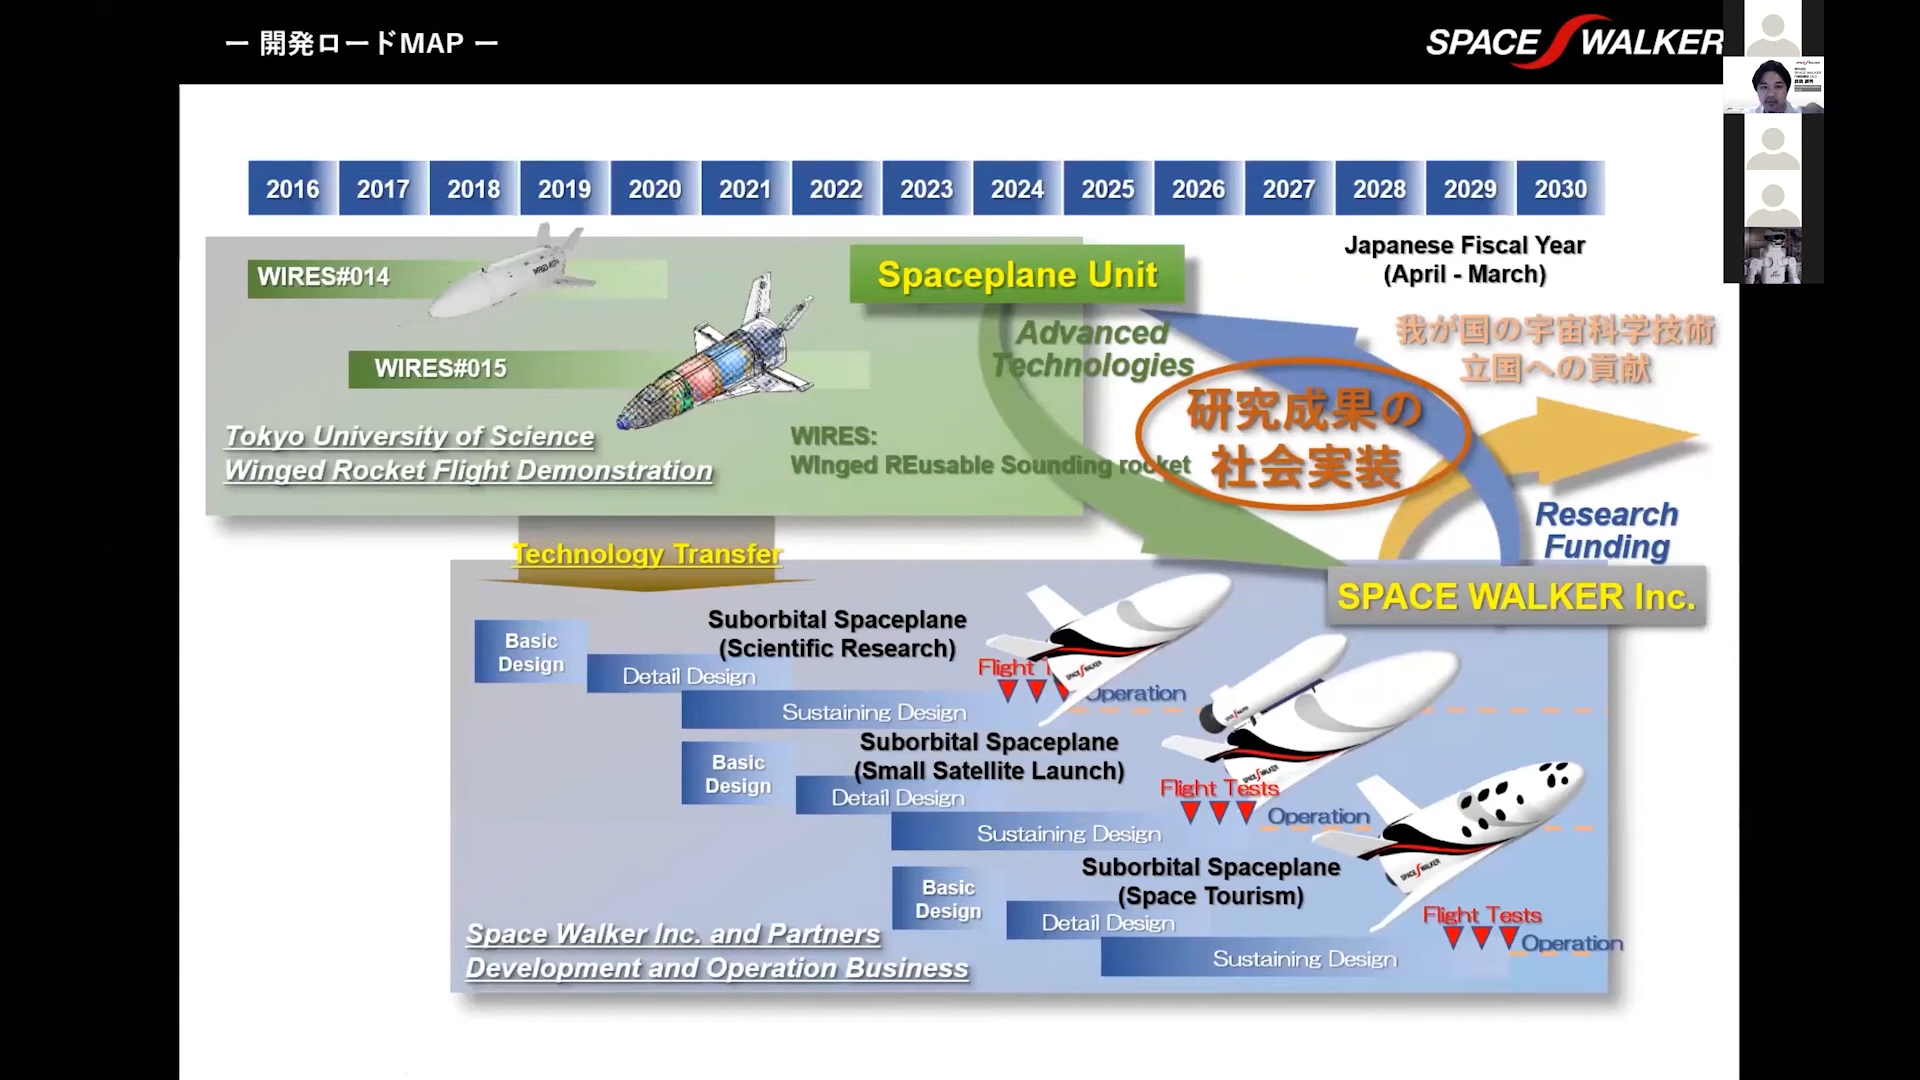 ー 開発ロードMAP ー
SPACE WALKER
2016 2017 2018 2019 2020 2021 2022 2023 2024 2025 2026 2027 2028 2029 2030
Japanese Fiscal Year
(April - March)
WIRES#014
WIRES#015
Tokyo University of Science
Winged Rocket Flight Demonstration
WIRES:
WInged REusable Sounding rocket
Spaceplane Unit
Advanced
Technologies
研究成果の
社会実装
我が国の宇宙科学技術
立国への貢献
Research
Funding
SPACE WALKER Inc.
Technology Transfer
Suborbital Spaceplane
(Scientific Research)
Basic
Design
Detail Design
Sustaining Design
Flight T
Operation
SPACE WALKER
Suborbital Spaceplane
(Small Satellite Launch)
Basic
Design
Detail Design
Sustaining Design
Flight Tests
Operation
SPACE WALKER
Suborbital Spaceplane
(Space Tourism)
Basic
Design
Detail Design
Sustaining Design
Flight Tests
Operation
SPACE WALKER
Space Walker Inc. and Partners
Development and Operation Business